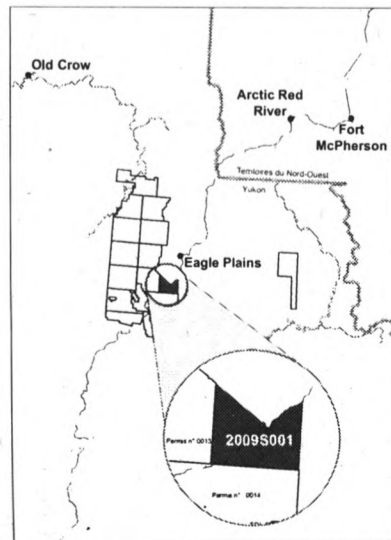 Old Crow
Arctic Red
River
Fort
McPherson
Territoires du Nord-Ouest
Yukon
Eagle Plains
Permis n° 0013
2009S001
Permis n° 0014